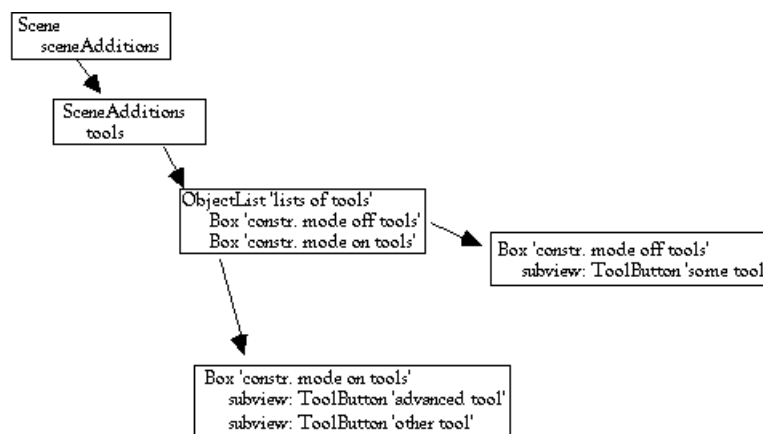 Scene
sceneAdditions
SceneAdditions
tools
ObjectList 'lists of tools'
Box 'constr. mode off tools'
Box 'constr. mode on tools'
Box 'constr. mode off tools'
subview: ToolButton 'some tool
Box 'constr. mode on tools'
subview: ToolButton 'advanced tool'
subview: ToolButton 'other tool'